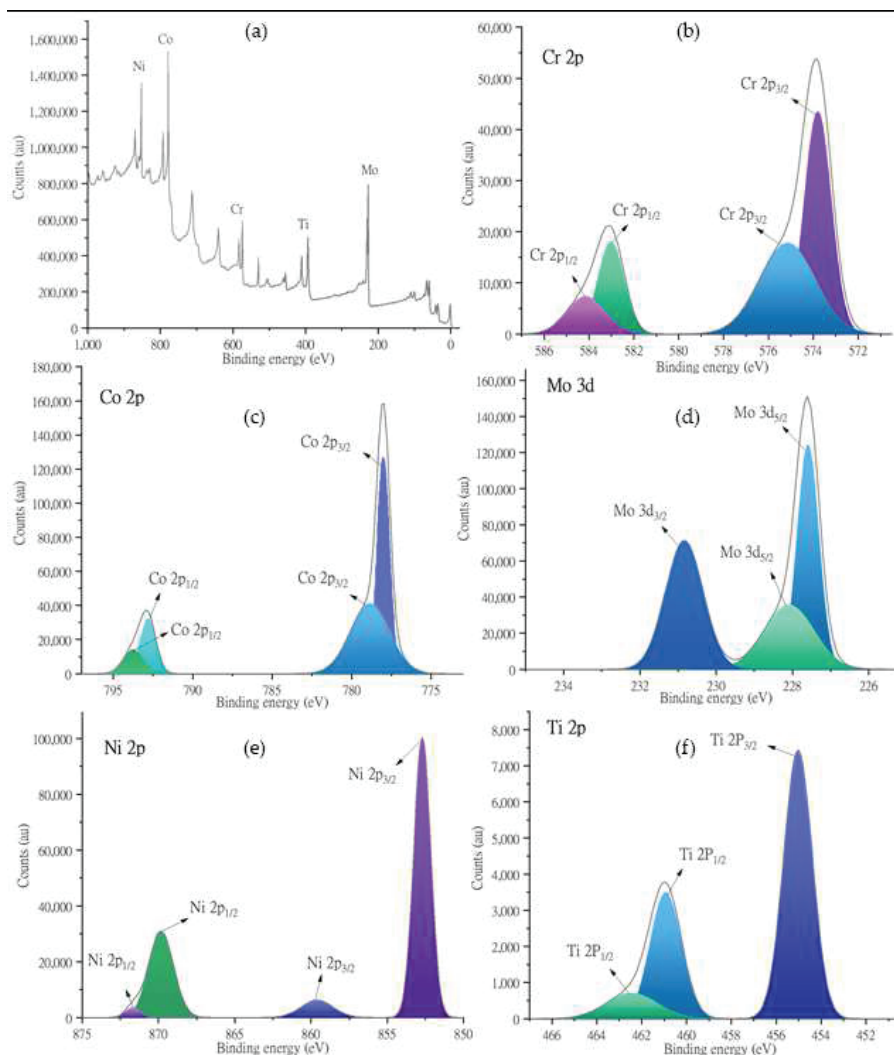 (a)
Counts (au)
1,600,000
1,400,000
1,200,000
1,000,000
800,000
600,000
400,000
200,000
0
Ni
Co
Cr
Ti
Mo
1,000 800 600 400 200 0
Binding energy (eV)
(b)
Cr 2p
Counts (au)
60,000
50,000
40,000
30,000
20,000
10,000
0
Cr 2p3/2
Cr 2p1/2
Cr 2p3/2
Cr 2p1/2
586 584 582 580 578 576 574 572
Binding energy (eV)
Co 2p
(c)
Counts (au)
180,000
160,000
140,000
120,000
100,000
80,000
60,000
40,000
20,000
0
Co 2p3/2
Co 2p3/2
Co 2p1/2
Co 2p1/2
795 790 785 780 775
Binding energy (eV)
Mo 3d
(d)
Counts (au)
160,000
140,000
120,000
100,000
80,000
60,000
40,000
20,000
0
Mo 3d5/2
Mo 3d3/2
Mo 3d5/2
234 232 230 228 226
Binding energy (eV)
Ni 2p
(e)
Counts (au)
100,000
80,000
60,000
40,000
20,000
0
Ni 2p3/2
Ni 2p1/2
Ni 2p1/2
Ni 2p3/2
875 870 865 860 855 850
Binding energy (eV)
Ti 2p
(f)
Counts (au)
8,000
7,000
6,000
5,000
4,000
3,000
2,000
1,000
0
Ti 2P3/2
Ti 2P1/2
Ti 2P1/2
466 464 462 460 458 456 454 452
Binding energy (eV)